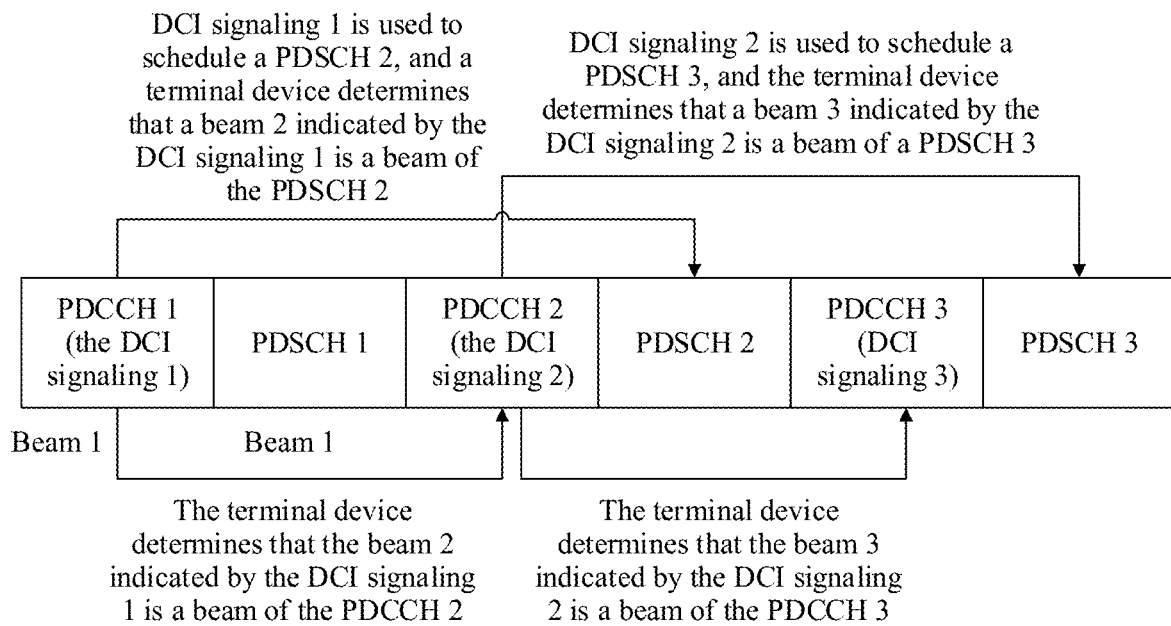 DCI signaling 1 is used to
schedule a PDSCH 2, and a
terminal device determines
that a beam 2 indicated by the
DCI signaling 1 is a beam of
the PDSCH 2
DCI signaling 2 is used to schedule a
PDSCH 3, and the terminal device
determines that a beam 3 indicated by
the DCI signaling 2 is a beam of a PDSCH 3
PDCCH 1
(the DCI
signaling 1)
PDSCH 1
PDCCH 2
(the DCI
signaling 2)
PDSCH 2
PDCCH 3
(DCI
signaling 3)
PDSCH 3
Beam 1
Beam 1
The terminal device
determines that the beam 2
indicated by the DCI signaling
1 is a beam of the PDCCH 2
The terminal device
determines that the beam 3
indicated by the DCI signaling
2 is a beam of the PDCCH 3